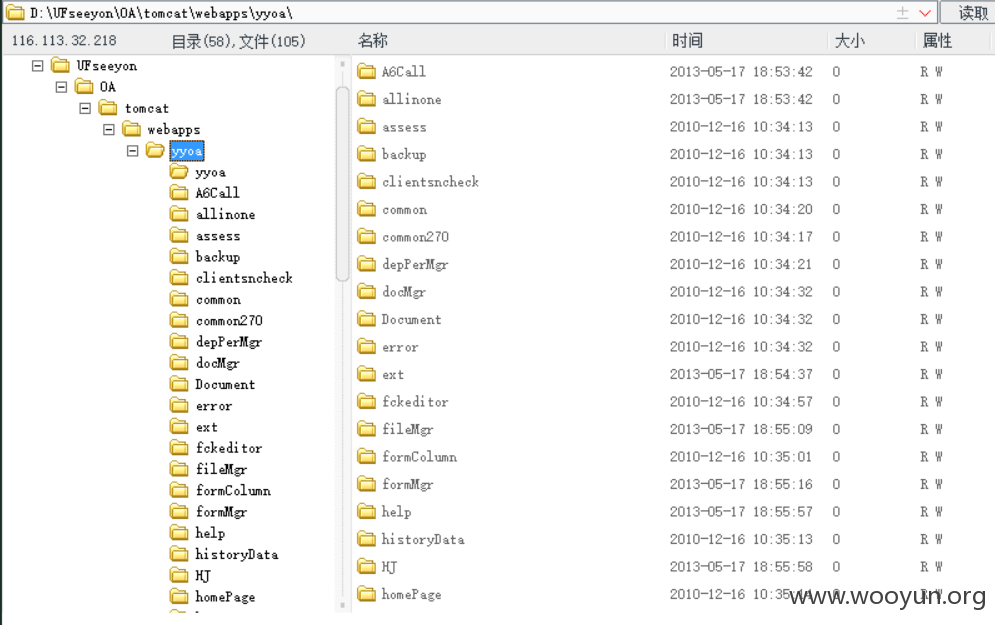 D:\UFseeyon\OA\tomcat\webapps\yyoa\ 读取
116.113.32.218 目录(58),文件(105) 名称 时间 大小 属性
UFseeyon
OA
tomcat
webapps
yyoa
yyoa
A6Call
allinone
assess
backup
clientsncheck
common
common270
depPerMgr
docMgr
Document
error
ext
fckeditor
fileMgr
formColumn
formMgr
help
historyData
HJ
homePage
A6Call 2013-05-17 18:53:42 0 R W
allinone 2013-05-17 18:53:42 0 R W
assess 2010-12-16 10:34:13 0 R W
backup 2010-12-16 10:34:13 0 R W
clientsncheck 2010-12-16 10:34:13 0 R W
common 2010-12-16 10:34:20 0 R W
common270 2010-12-16 10:34:17 0 R W
depPerMgr 2010-12-16 10:34:21 0 R W
docMgr 2010-12-16 10:34:32 0 R W
Document 2010-12-16 10:34:32 0 R W
error 2010-12-16 10:34:32 0 R W
ext 2013-05-17 18:54:37 0 R W
fckeditor 2010-12-16 10:34:57 0 R W
fileMgr 2013-05-17 18:55:09 0 R W
formColumn 2010-12-16 10:35:01 0 R W
formMgr 2013-05-17 18:55:16 0 R W
help 2013-05-17 18:55:57 0 R W
historyData 2010-12-16 10:35:13 0 R W
HJ 2013-05-17 18:55:58 0 R W
homePage 2010-12-16 R W
www.wooyun.org